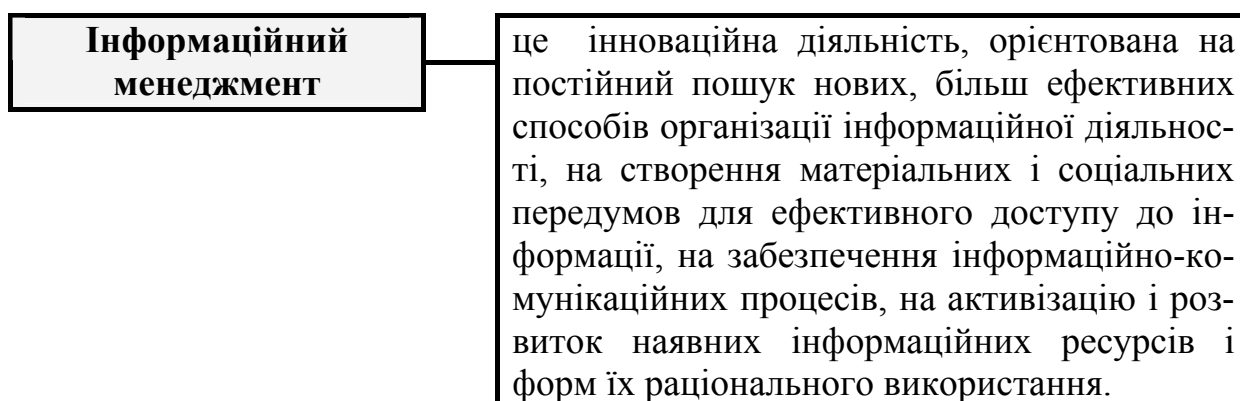 Інформаційний
менеджмент
це інноваційна діяльність, орієнтована на
постійний пошук нових, більш ефективних
способів організації інформаційної діяльнос-
ті, на створення матеріальних і соціальних
передумов для ефективного доступу до ін-
формації, на забезпечення інформаційно-ко-
мунікаційних процесів, на активізацію і роз-
виток наявних інформаційних ресурсів і
форм їх раціонального використання.